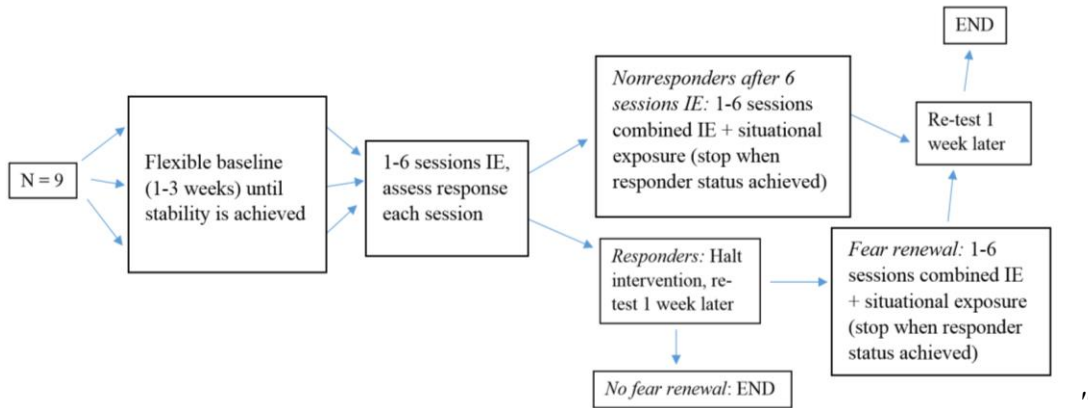 N = 9
Flexible baseline
(1-3 weeks) until
stability is achieved
1-6 sessions IE,
assess response
each session
Nonresponders after 6
sessions IE: 1-6 sessions
combined IE + situational
exposure (stop when
responder status achieved)
Responders: Halt
intervention, re-
test 1 week later
No fear renewal: END
Fear renewal: 1-6
sessions combined IE
+ situational exposure
(stop when responder
status achieved)
Re-test 1
week later
END
,